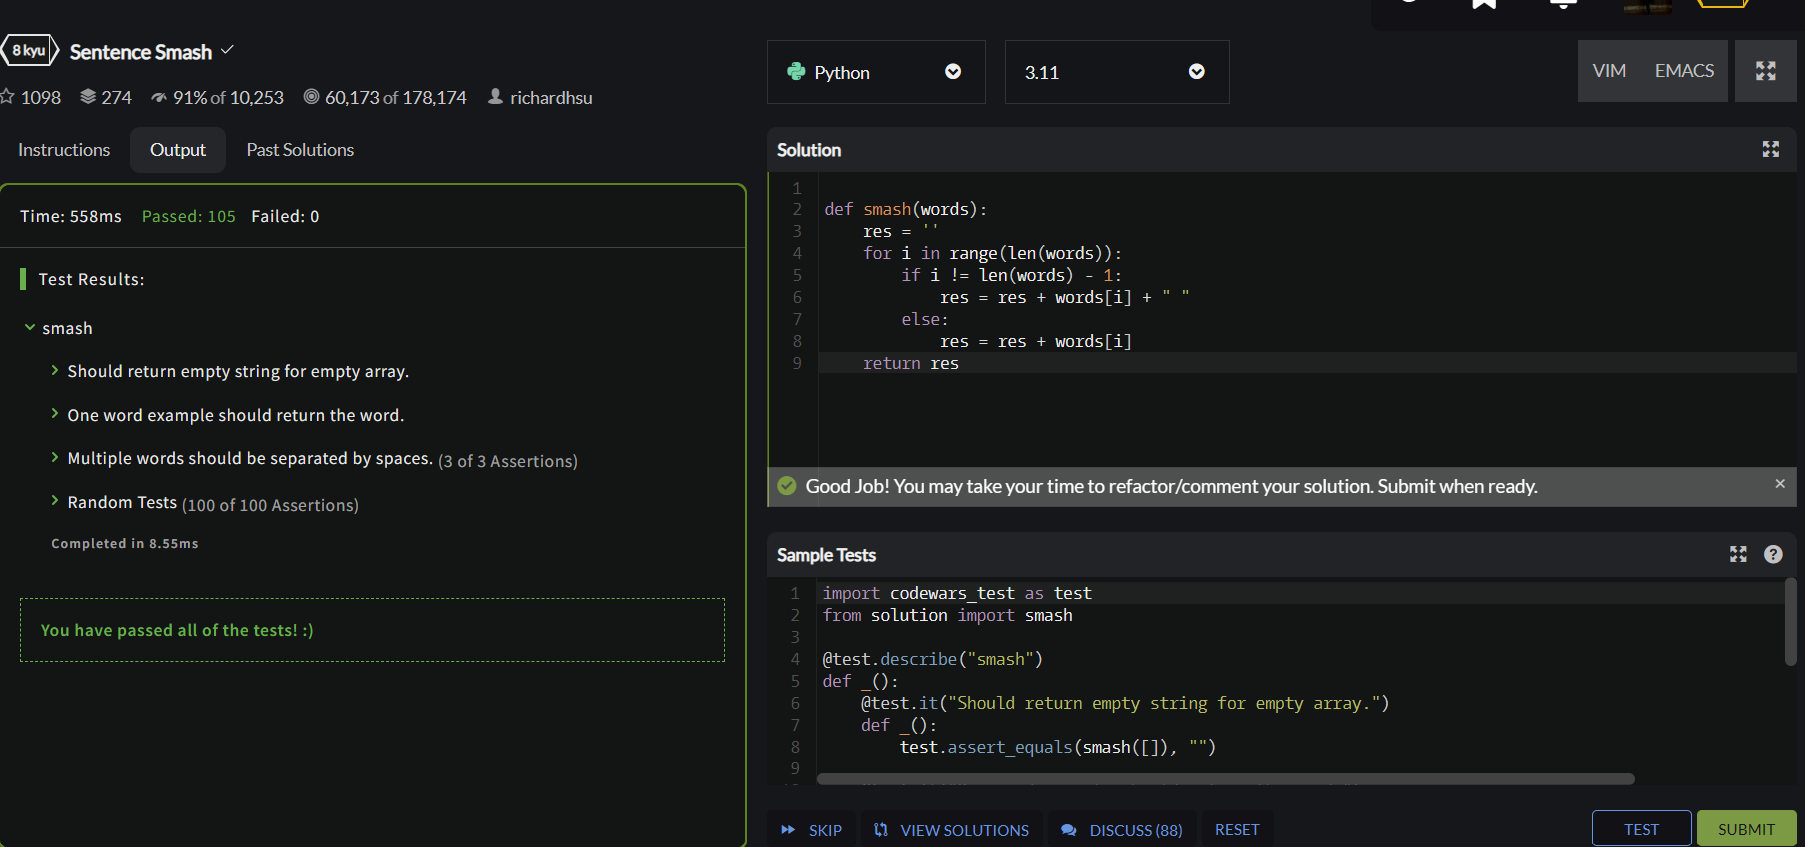 8 kyu Sentence Smash
1098 274 91% of 10,253 60,173 of 178,174 richardhsu
Instructions Output Past Solutions
Time: 558ms Passed: 105 Failed: 0
Test Results:
smash
Should return empty string for empty array.
One word example should return the word.
Multiple words should be separated by spaces. (3 of 3 Assertions)
Random Tests (100 of 100 Assertions)
Completed in 8.55ms
You have passed all of the tests! :)
Python 3.11 VIM EMACS
Solution
1
2 def smash(words):
3     res = ''
4     for i in range(len(words)):
5         if i != len(words) - 1:
6             res = res + words[i] + " "
7         else:
8             res = res + words[i]
9     return res
Good Job! You may take your time to refactor/comment your solution. Submit when ready.
Sample Tests
1 import codewars_test as test
2 from solution import smash
3
4 @test.describe("smash")
5 def _():
6     @test.it("Should return empty string for empty array.")
7     def _():
8         test.assert_equals(smash([]), "")
9
SKIP VIEW SOLUTIONS DISCUSS (88) RESET TEST SUBMIT